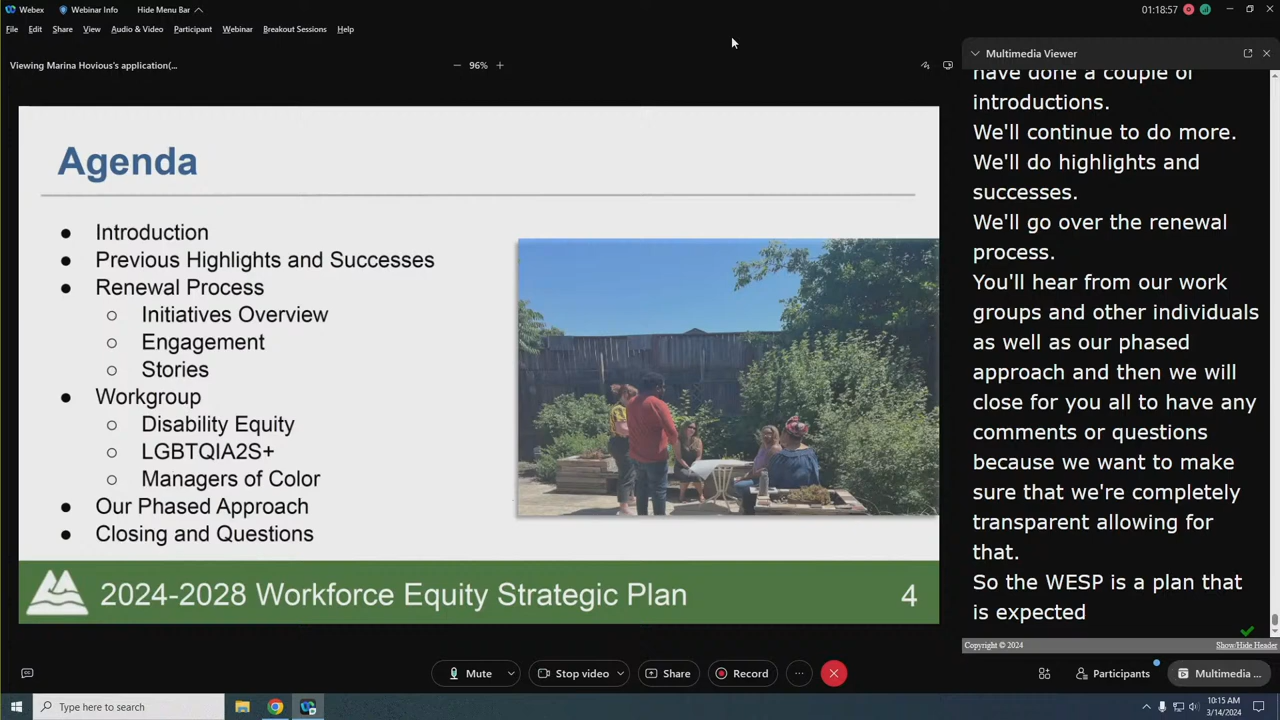 Webex
Webinar Info
Hide Menu Bar
01:18:57
File
Edit
Share
View
Audio & Video
Participant
Webinar
Breakout Sessions
Help
Viewing Marina Hovious's application(...
96%
Agenda
● Introduction
● Previous Highlights and Successes
● Renewal Process
○ Initiatives Overview
○ Engagement
○ Stories
● Workgroup
○ Disability Equity
○ LGBTQIA2S+
○ Managers of Color
● Our Phased Approach
● Closing and Questions
2024-2028 Workforce Equity Strategic Plan
4
Multimedia Viewer
have done a couple of
introductions.
We'll continue to do more.
We'll do highlights and
successes.
We'll go over the renewal
process.
You'll hear from our work
groups and other individuals
as well as our phased
approach and then we will
close for you all to have any
comments or questions
because we want to make
sure that we're completely
transparent allowing for
that.
So the WESP is a plan that
is expected
Copyright © 2024
Show/Hide Header
Mute
Stop video
Share
Record
Participants
Multimedia ...
Type here to search
10:15 AM
3/14/2024